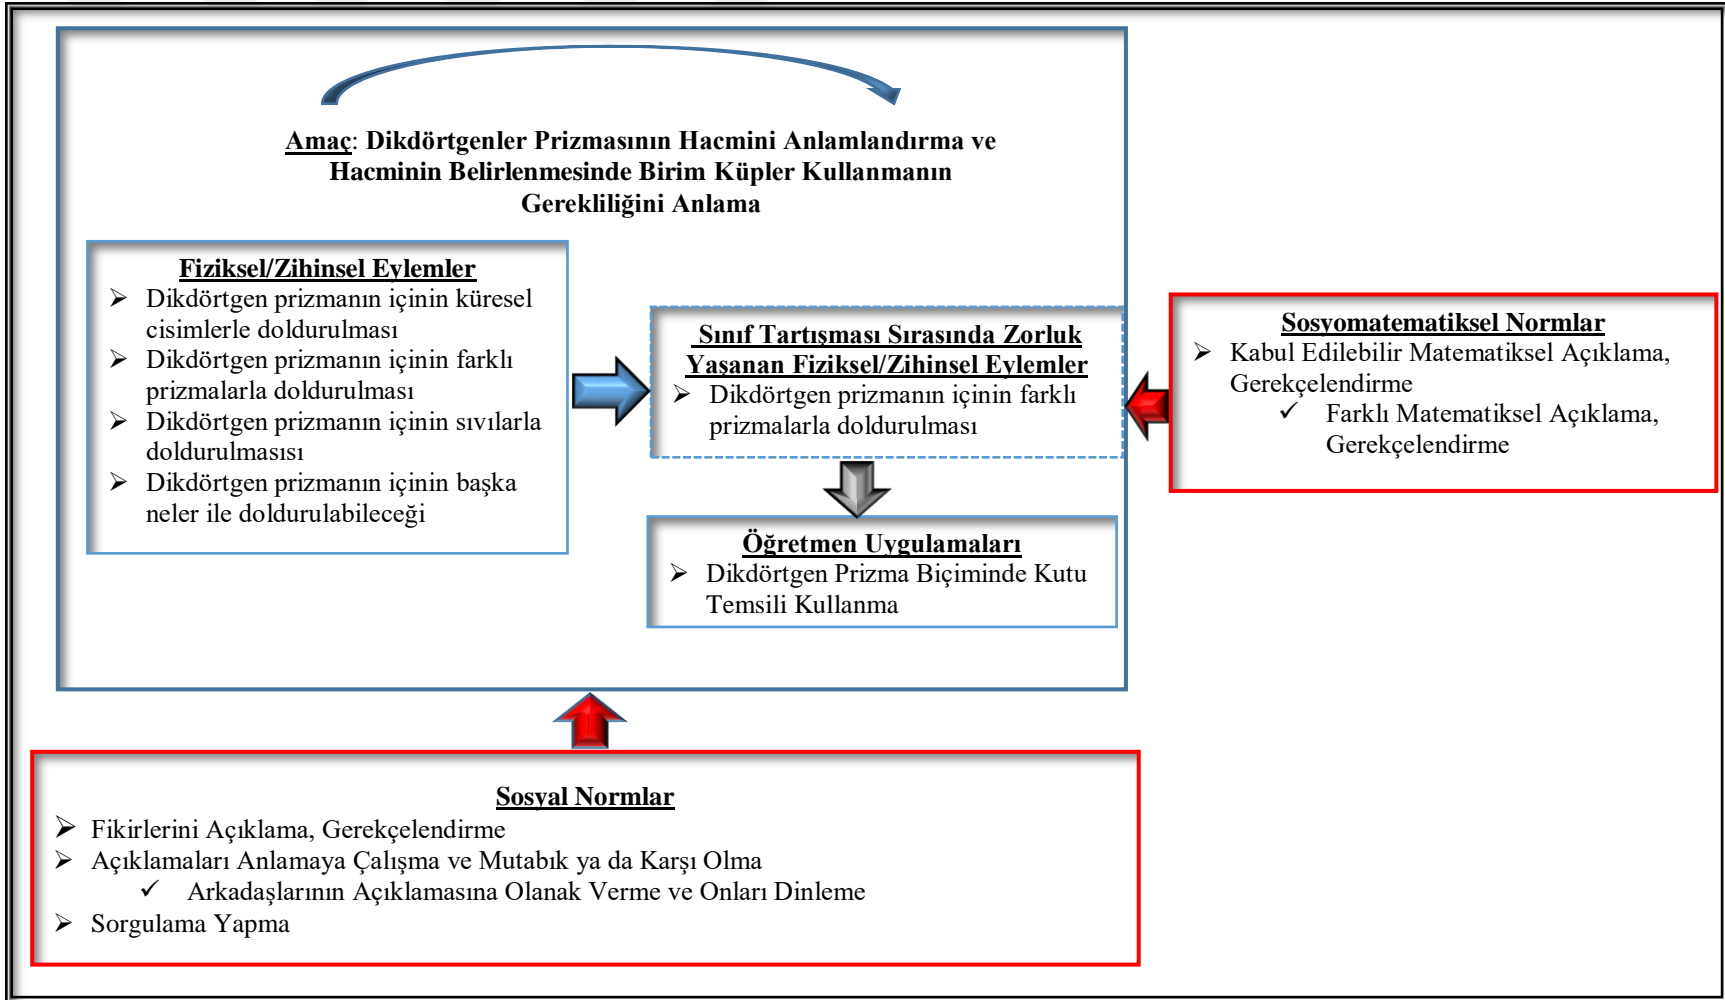 Amaç: Dikdörtgenler Prizmasının Hacmini Anlamlandırma ve
Hacminin Belirlenmesinde Birim Küpler Kullanmanın
Gerekliliğini Anlama
Fiziksel/Zihinsel Eylemler
➢ Dikdörtgen prizmanın içinin küresel
cisimlerle doldurulması
➢ Dikdörtgen prizmanın içinin farklı
prizmalarla doldurulması
➢ Dikdörtgen prizmanın içinin sıvılarla
doldurulmasısı
➢ Dikdörtgen prizmanın içinin başka
neler ile doldurulabileceği
Sınıf Tartışması Sırasında Zorluk
Yaşanan Fiziksel/Zihinsel Eylemler
➢ Dikdörtgen prizmanın içinin farklı
prizmalarla doldurulması
Öğretmen Uygulamaları
➢ Dikdörtgen Prizma Biçiminde Kutu
Temsili Kullanma
Sosyomatematiksel Normlar
➢ Kabul Edilebilir Matematiksel Açıklama,
Gerekçelendirme
✓ Farklı Matematiksel Açıklama,
Gerekçelendirme
Sosyal Normlar
➢ Fikirlerini Açıklama, Gerekçelendirme
➢ Açıklamaları Anlamaya Çalışma ve Mutabık ya da Karşı Olma
✓ Arkadaşlarının Açıklamasına Olanak Verme ve Onları Dinleme
➢ Sorgulama Yapma